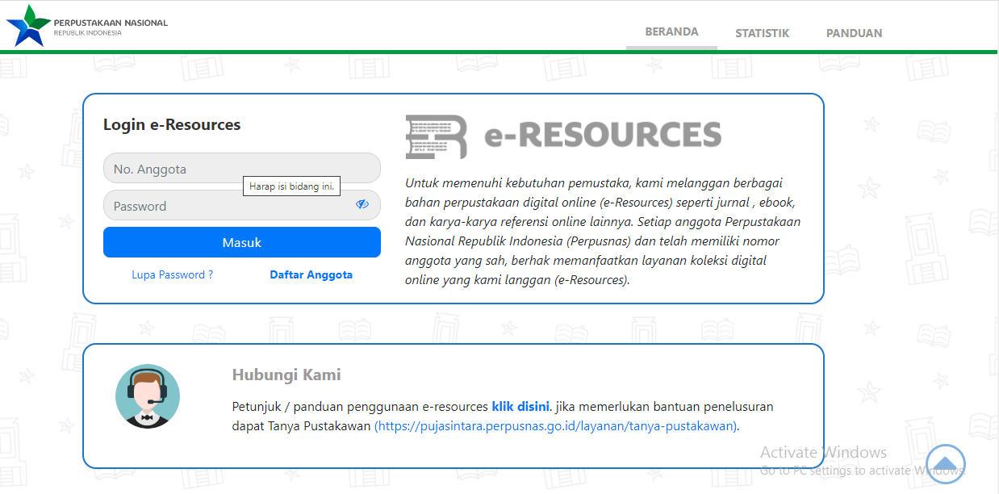 PERPUSTAKAAN NASIONAL
REPUBLIK INDONESIA
BERANDA
STATISTIK
PANDUAN
Login e-Resources
No. Anggota
Harap isi bidang ini.
Password
Masuk
Lupa Password ?
Daftar Anggota
e-RESOURCES
Untuk memenuhi kebutuhan pemustaka, kami melanggan berbagai
bahan perpustakaan digital online (e-Resources) seperti jurnal , ebook,
dan karya-karya referensi online lainnya. Setiap anggota Perpustakaan
Nasional Republik Indonesia (Perpusnas) dan telah memiliki nomor
anggota yang sah, berhak memanfaatkan layanan koleksi digital
online yang kami langgan (e-Resources).
Hubungi Kami
Petunjuk / panduan penggunaan e-resources klik disini. jika memerlukan bantuan penelusuran
dapat Tanya Pustakawan (https://pujasintara.perpusnas.go.id/layanan/tanya-pustakawan).
Activate Windows
Go to PC settings to activate Windows.